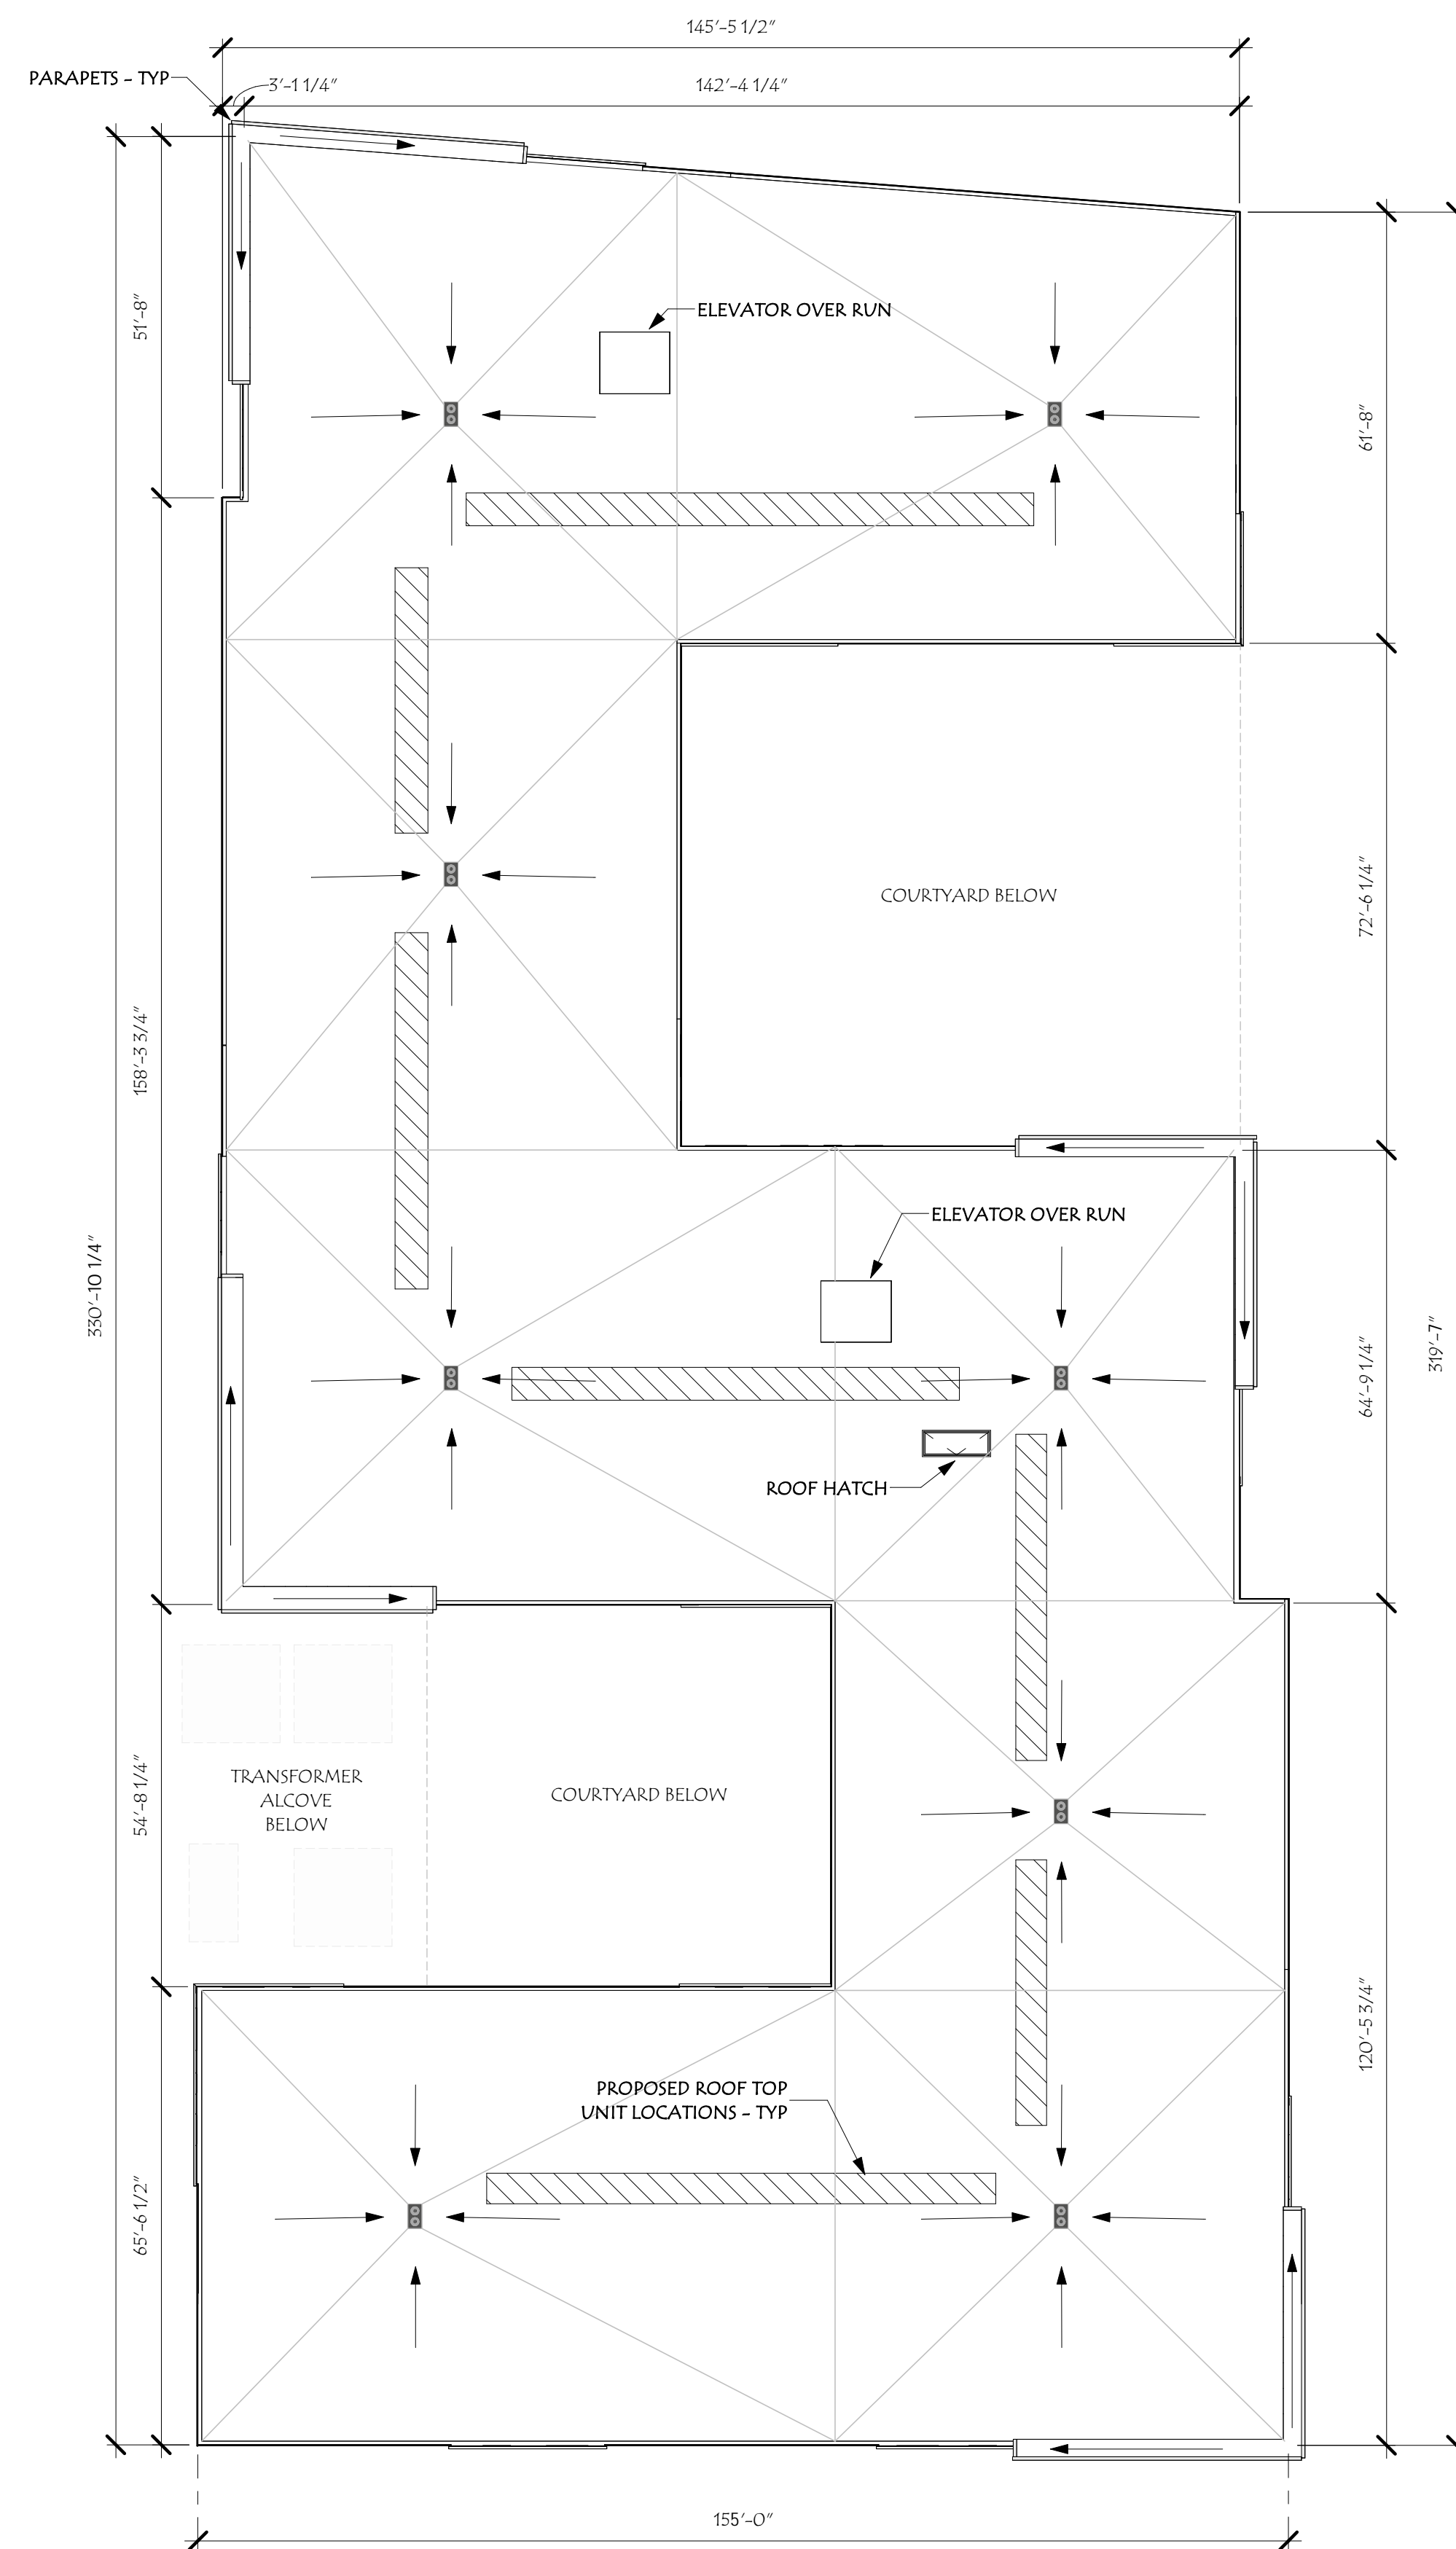 145'-5 1/2"
PARAPETS - TYP
3'-1 1/4"
142'-4 1/4"
51'-8"
ELEVATOR OVER RUN
61'-8"
COURTYARD BELOW
72'-6 1/4"
158'-3 3/4"
ELEVATOR OVER RUN
330'-10 1/4"
64'-9 1/4"
319'-7"
ROOF HATCH
TRANSFORMER
ALCOVE
BELOW
COURTYARD BELOW
54'-8 1/4"
120'-5 3/4"
PROPOSED ROOF TOP
UNIT LOCATIONS - TYP
65'-6 1/2"
155'-0"